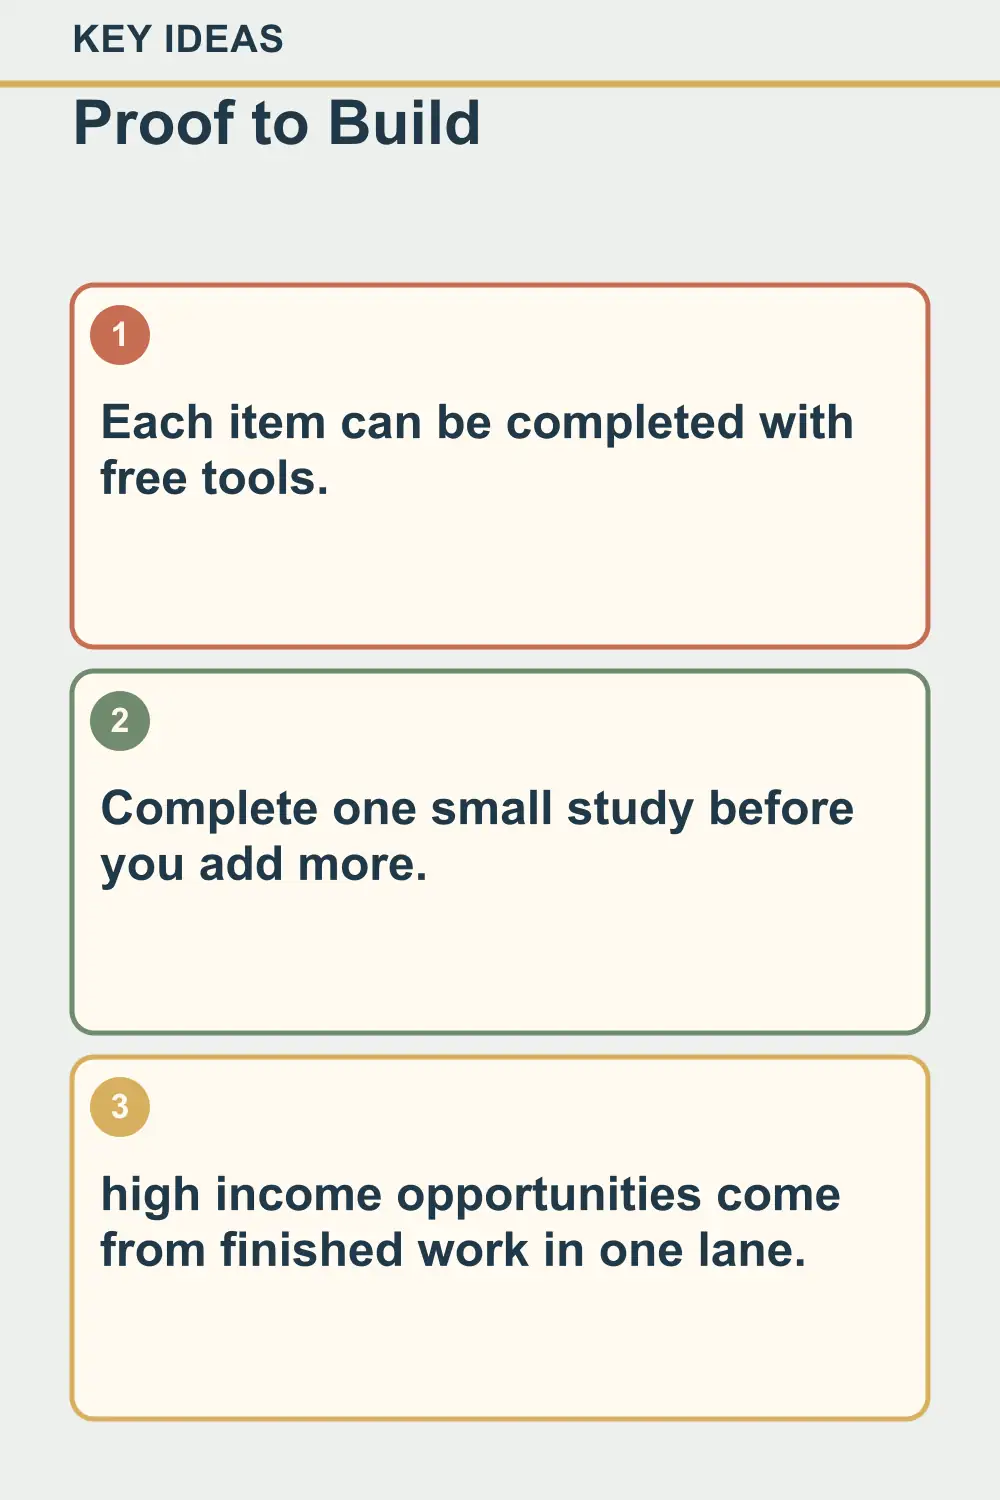 KEY IDEAS
Proof to Build
1
Each item can be completed with
free tools.
2
Complete one small study before
you add more.
3
high income opportunities come
from finished work in one lane.